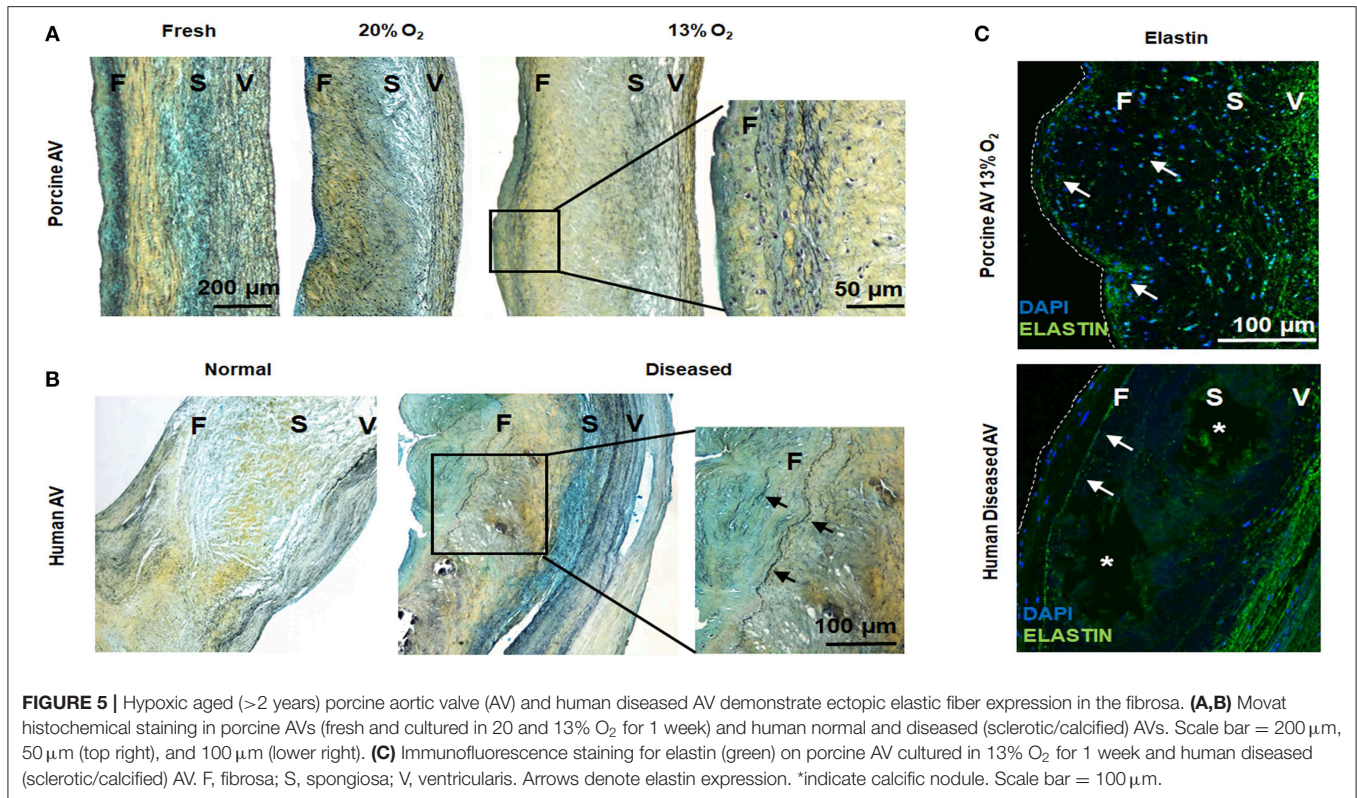 A
Fresh
20% O₂
13% O₂
Porcine AV
F S V
F S V
F S V
F
200 µm
50 µm
B
Normal
Diseased
Human AV
F S V
F S V
F
100 µm
C
Elastin
Porcine AV 13% O₂
F S V
DAPI
ELASTIN
100 µm
Human Diseased AV
F S V
*
*
DAPI
ELASTIN
FIGURE 5 | Hypoxic aged (>2 years) porcine aortic valve (AV) and human diseased AV demonstrate ectopic elastic fiber expression in the fibrosa. (A,B) Movat
histochemical staining in porcine AVs (fresh and cultured in 20 and 13% O₂ for 1 week) and human normal and diseased (sclerotic/calcified) AVs. Scale bar = 200 µm,
50 µm (top right), and 100 µm (lower right). (C) Immunofluorescence staining for elastin (green) on porcine AV cultured in 13% O₂ for 1 week and human diseased
(sclerotic/calcified) AV. F, fibrosa; S, spongiosa; V, ventricularis. Arrows denote elastin expression. *indicate calcific nodule. Scale bar = 100 µm.